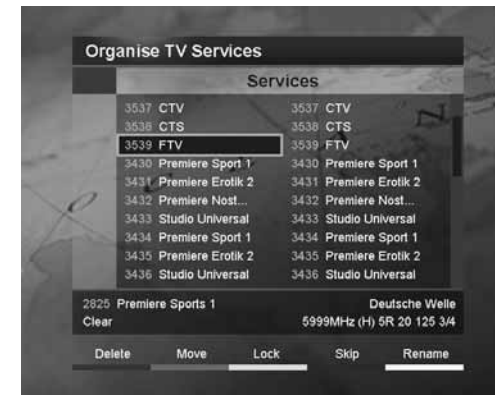 Organise TV Services
Services
3537 CTV 3537 CTV
3538 CTS 3538 CTS
3539 FTV 3539 FTV
3430 Premiere Sport 1 3430 Premiere Sport 1
3431 Premiere Erotik 2 3431 Premiere Erotik 2
3432 Premiere Nost... 3432 Premiere Nost...
3433 Studio Universal 3433 Studio Universal
3434 Premiere Sport 1 3434 Premiere Sport 1
3435 Premiere Erotik 2 3435 Premiere Erotik 2
3436 Studio Universal 3436 Studio Universal
2825 Premiere Sports 1 Deutsche Welle
Clear 5999MHz (H) 5R 20 125 3/4
Delete Move Lock Skip Rename